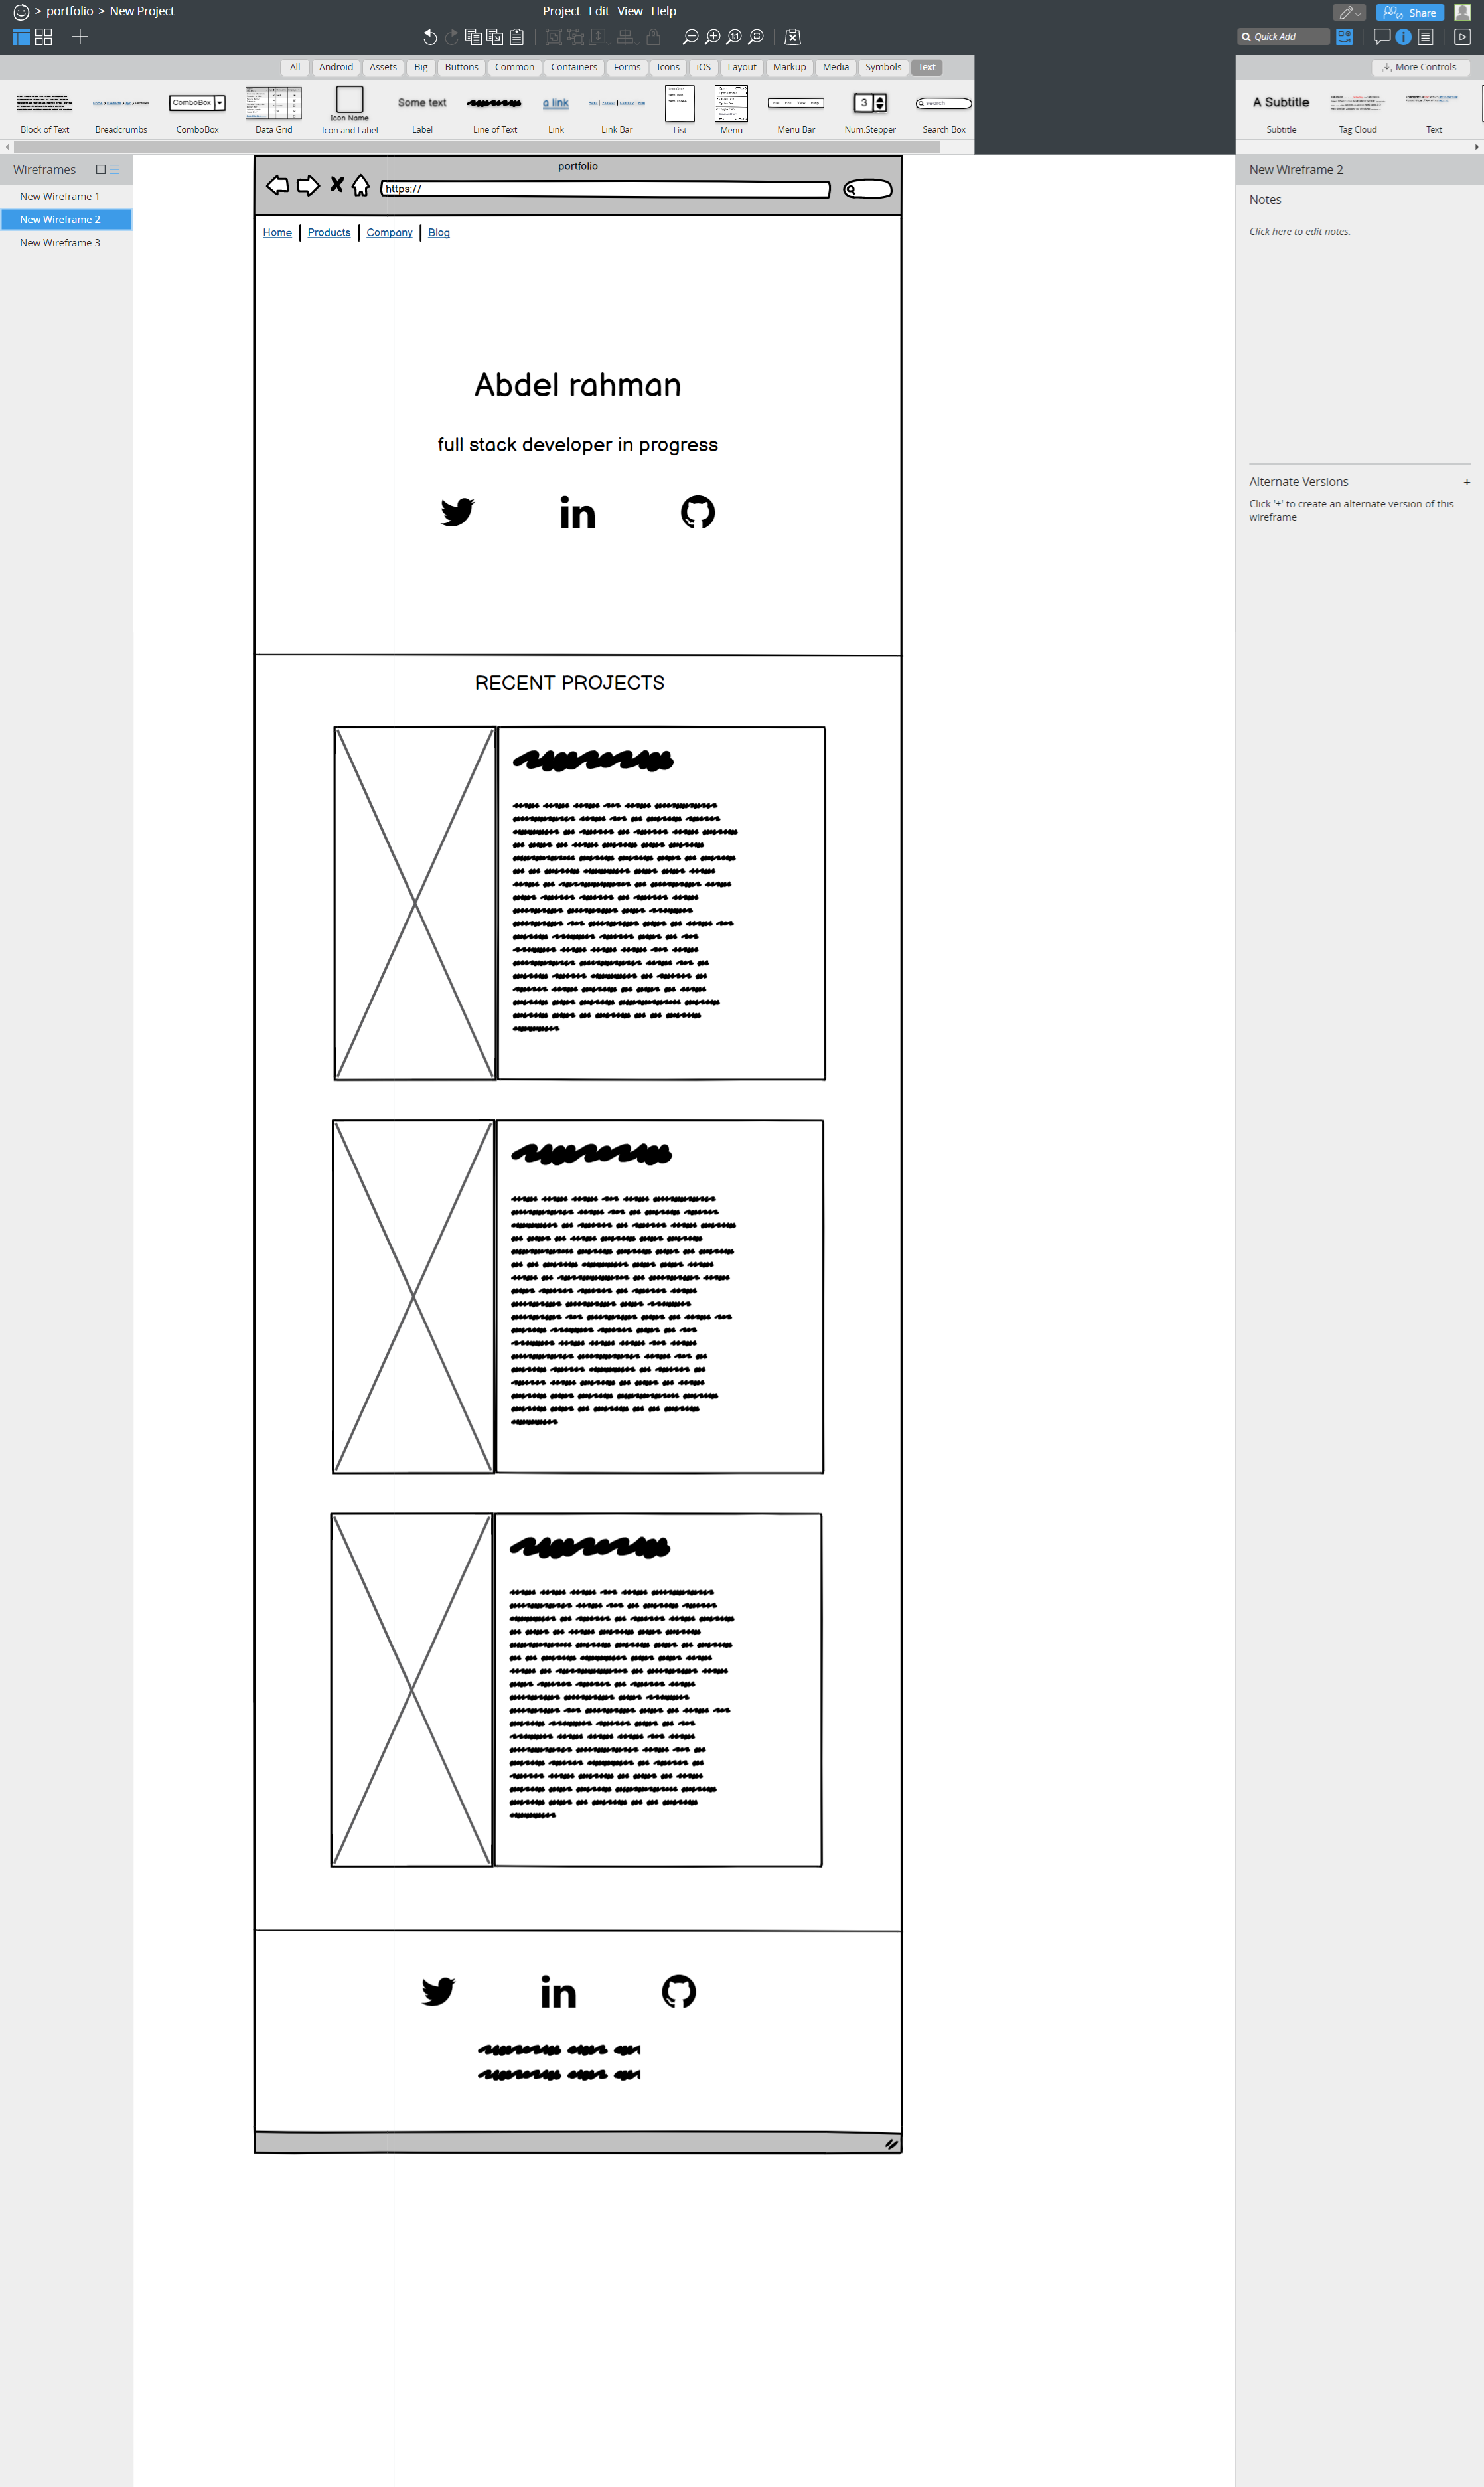 > portfolio > New Project
Project Edit View Help
Share
Quick Add
All Android Assets Big Buttons Common Containers Forms Icons iOS Layout Markup Media Symbols Text
More Controls...
ComboBox
Icon Name
Some text
a link
3
search
A Subtitle
Block of Text Breadcrumbs ComboBox Data Grid Icon and Label Label Line of Text Link Link Bar List Menu Menu Bar Num.Stepper Search Box Subtitle Tag Cloud Text
Wireframes
New Wireframe 1
New Wireframe 2
New Wireframe 3
portfolio
https://
Home | Products | Company | Blog
Abdel rahman
full stack developer in progress
in
RECENT PROJECTS
in
New Wireframe 2
Notes
Click here to edit notes.
Alternate Versions +
Click '+' to create an alternate version of this
wireframe